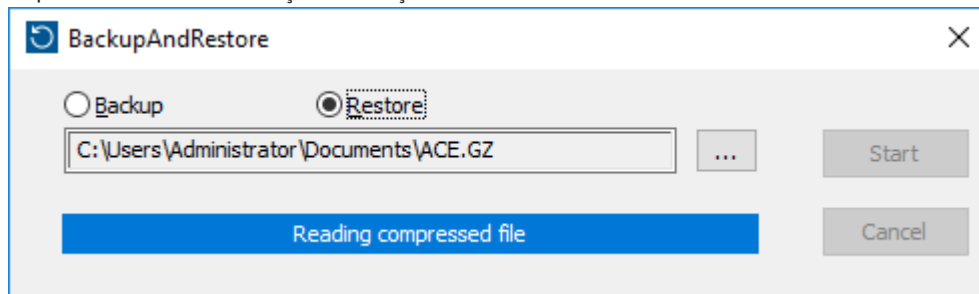 BackupAndRestore
Backup Restore
C:\Users\Administrator\Documents\ACE.GZ ... Start
Reading compressed file Cancel